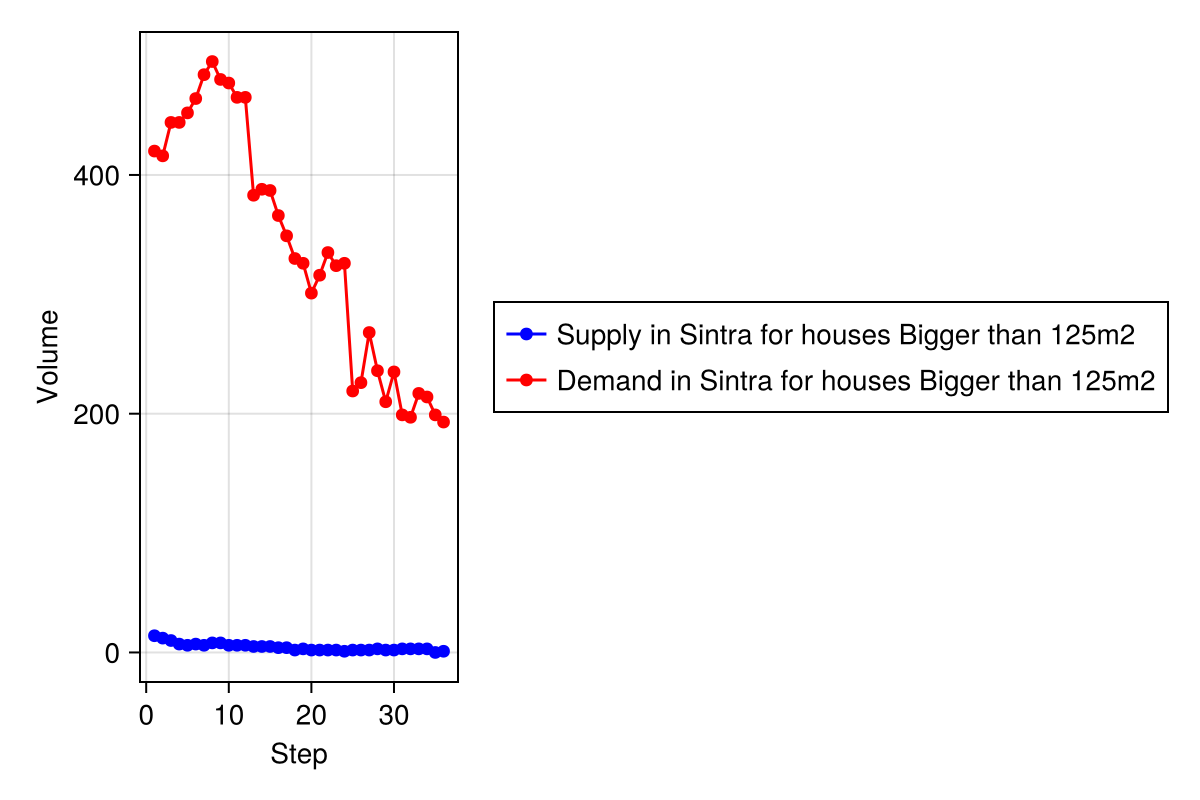 Volume
400
200
0
0 10 20 30
Step
Supply in Sintra for houses Bigger than 125m2
Demand in Sintra for houses Bigger than 125m2